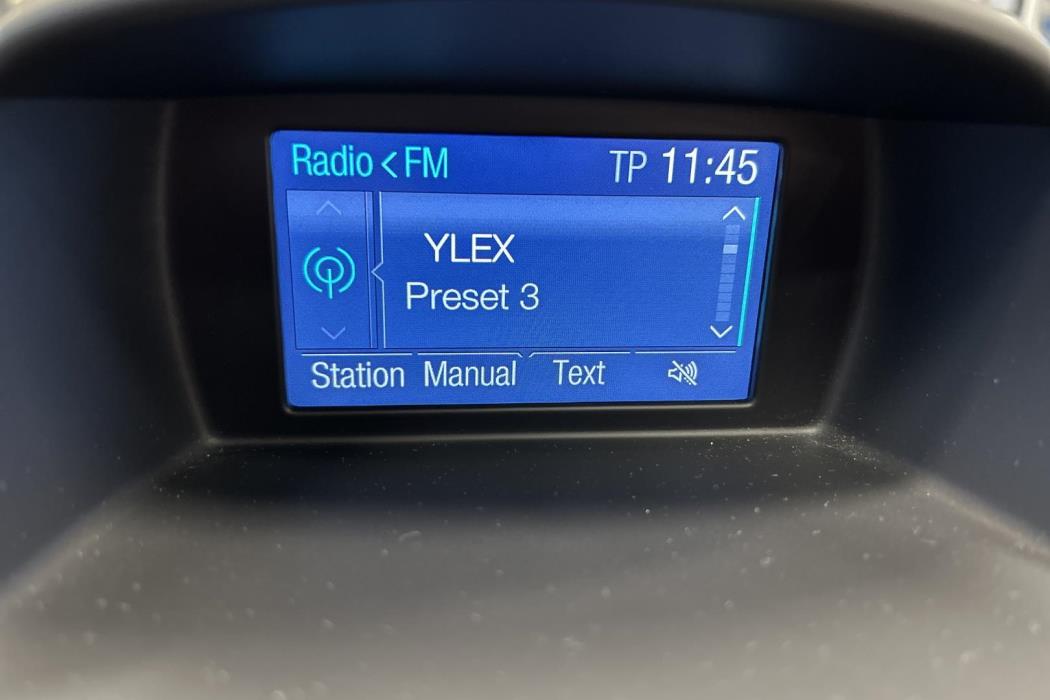 Radio < FM TP 11:45
YLEX
Preset 3
Station Manual Text